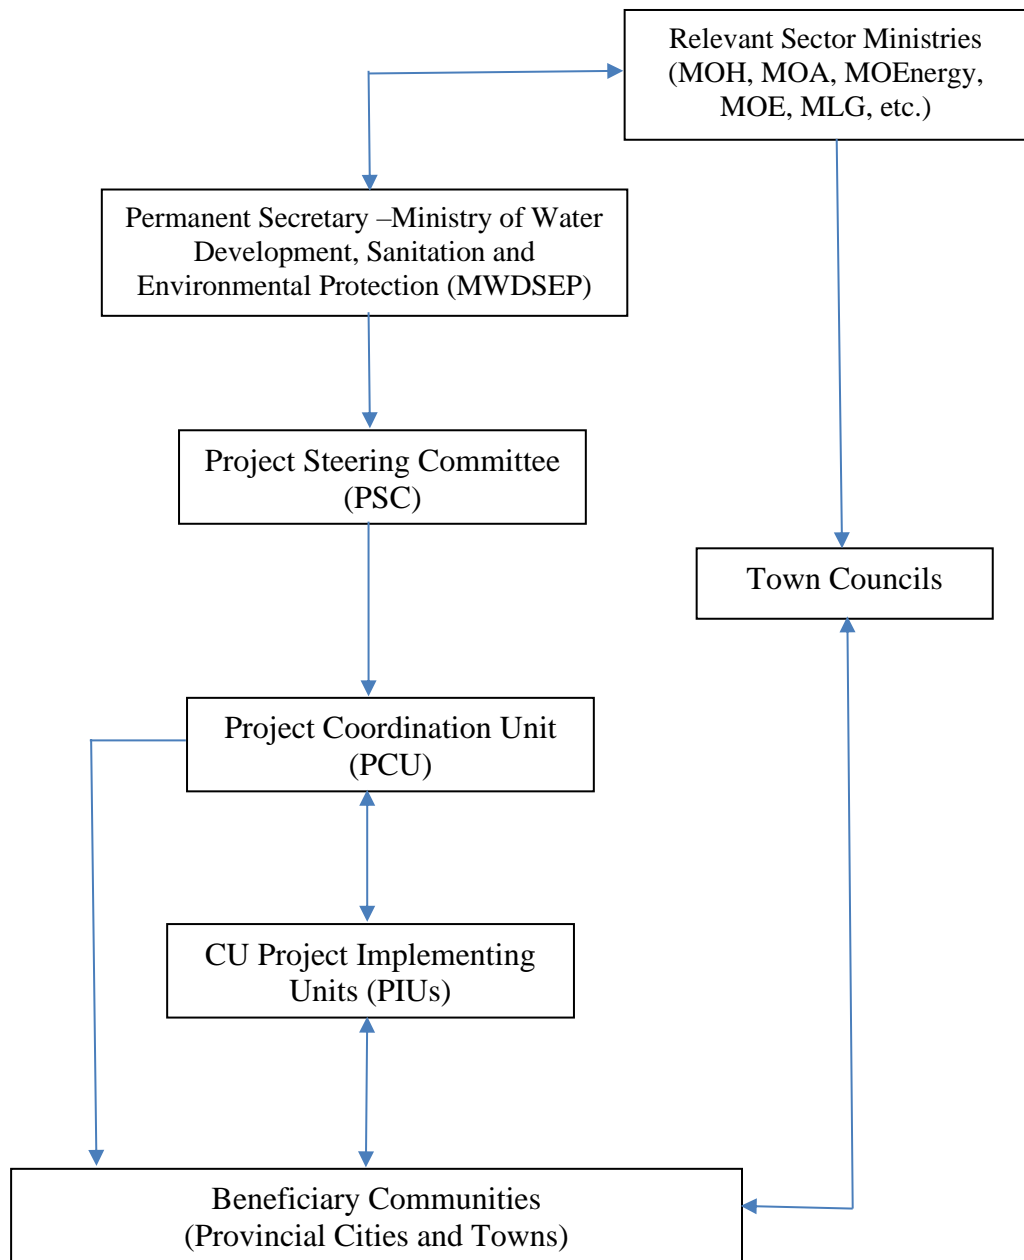 Relevant Sector Ministries
(MOH, MOA, MOEnergy,
MOE, MLG, etc.)
Permanent Secretary –Ministry of Water
Development, Sanitation and
Environmental Protection (MWDSEP)
Project Steering Committee
(PSC)
Town Councils
Project Coordination Unit
(PCU)
CU Project Implementing
Units (PIUs)
Beneficiary Communities
(Provincial Cities and Towns)